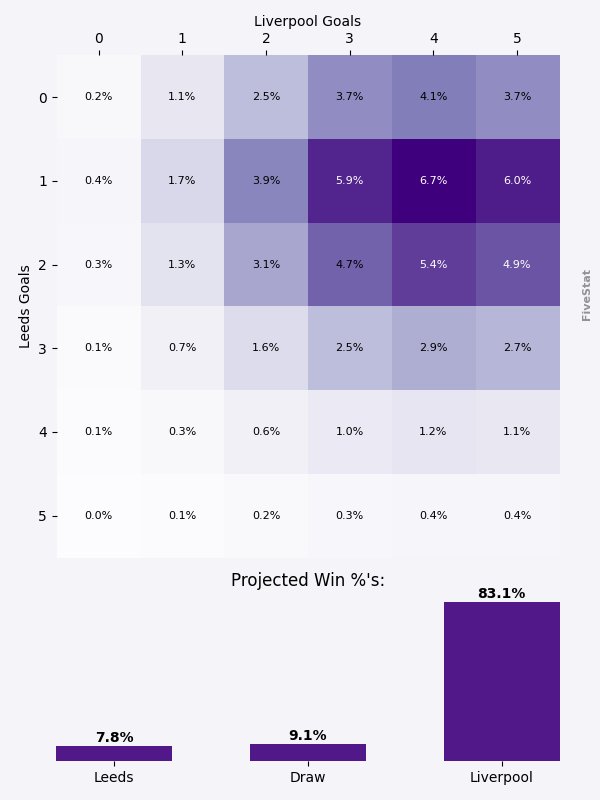 Liverpool Goals
0 1 2 3 4 5
0 0.2% 1.1% 2.5% 3.7% 4.1% 3.7%
1 0.4% 1.7% 3.9% 5.9% 6.7% 6.0%
2 0.3% 1.3% 3.1% 4.7% 5.4% 4.9%
3 0.1% 0.7% 1.6% 2.5% 2.9% 2.7%
4 0.1% 0.3% 0.6% 1.0% 1.2% 1.1%
5 0.0% 0.1% 0.2% 0.3% 0.4% 0.4%
Leeds Goals
FiveStat
Projected Win %'s:
7.8% 9.1% 83.1%
Leeds Draw Liverpool